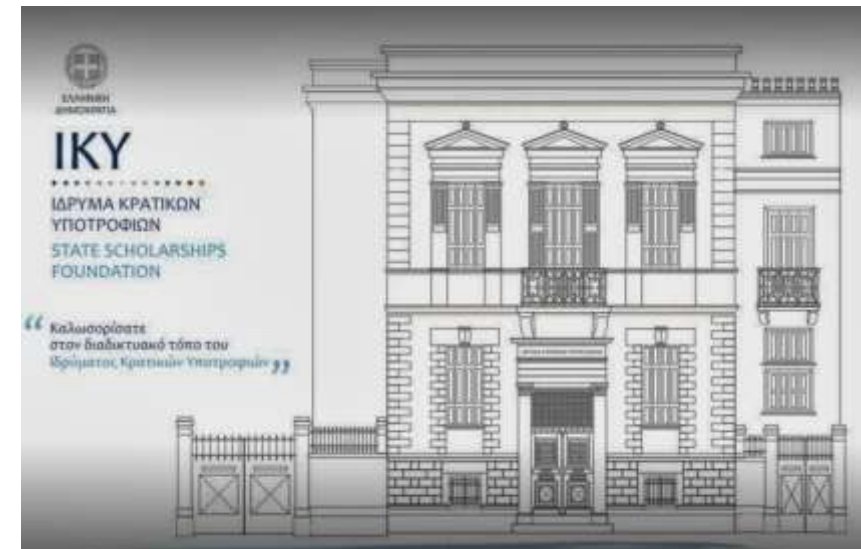 ΕΛΛΗΝΙΚΗ
ΔΗΜΟΚΡΑΤΙΑ
ΙΚΥ
ΙΔΡΥΜΑ ΚΡΑΤΙΚΩΝ
ΥΠΟΤΡΟΦΙΩΝ
STATE SCHOLARSHIPS
FOUNDATION
“ Καλωσορίσατε
στον διαδικτυακό τόπο του
Ιδρύματος Κρατικών Υποτροφιών ”